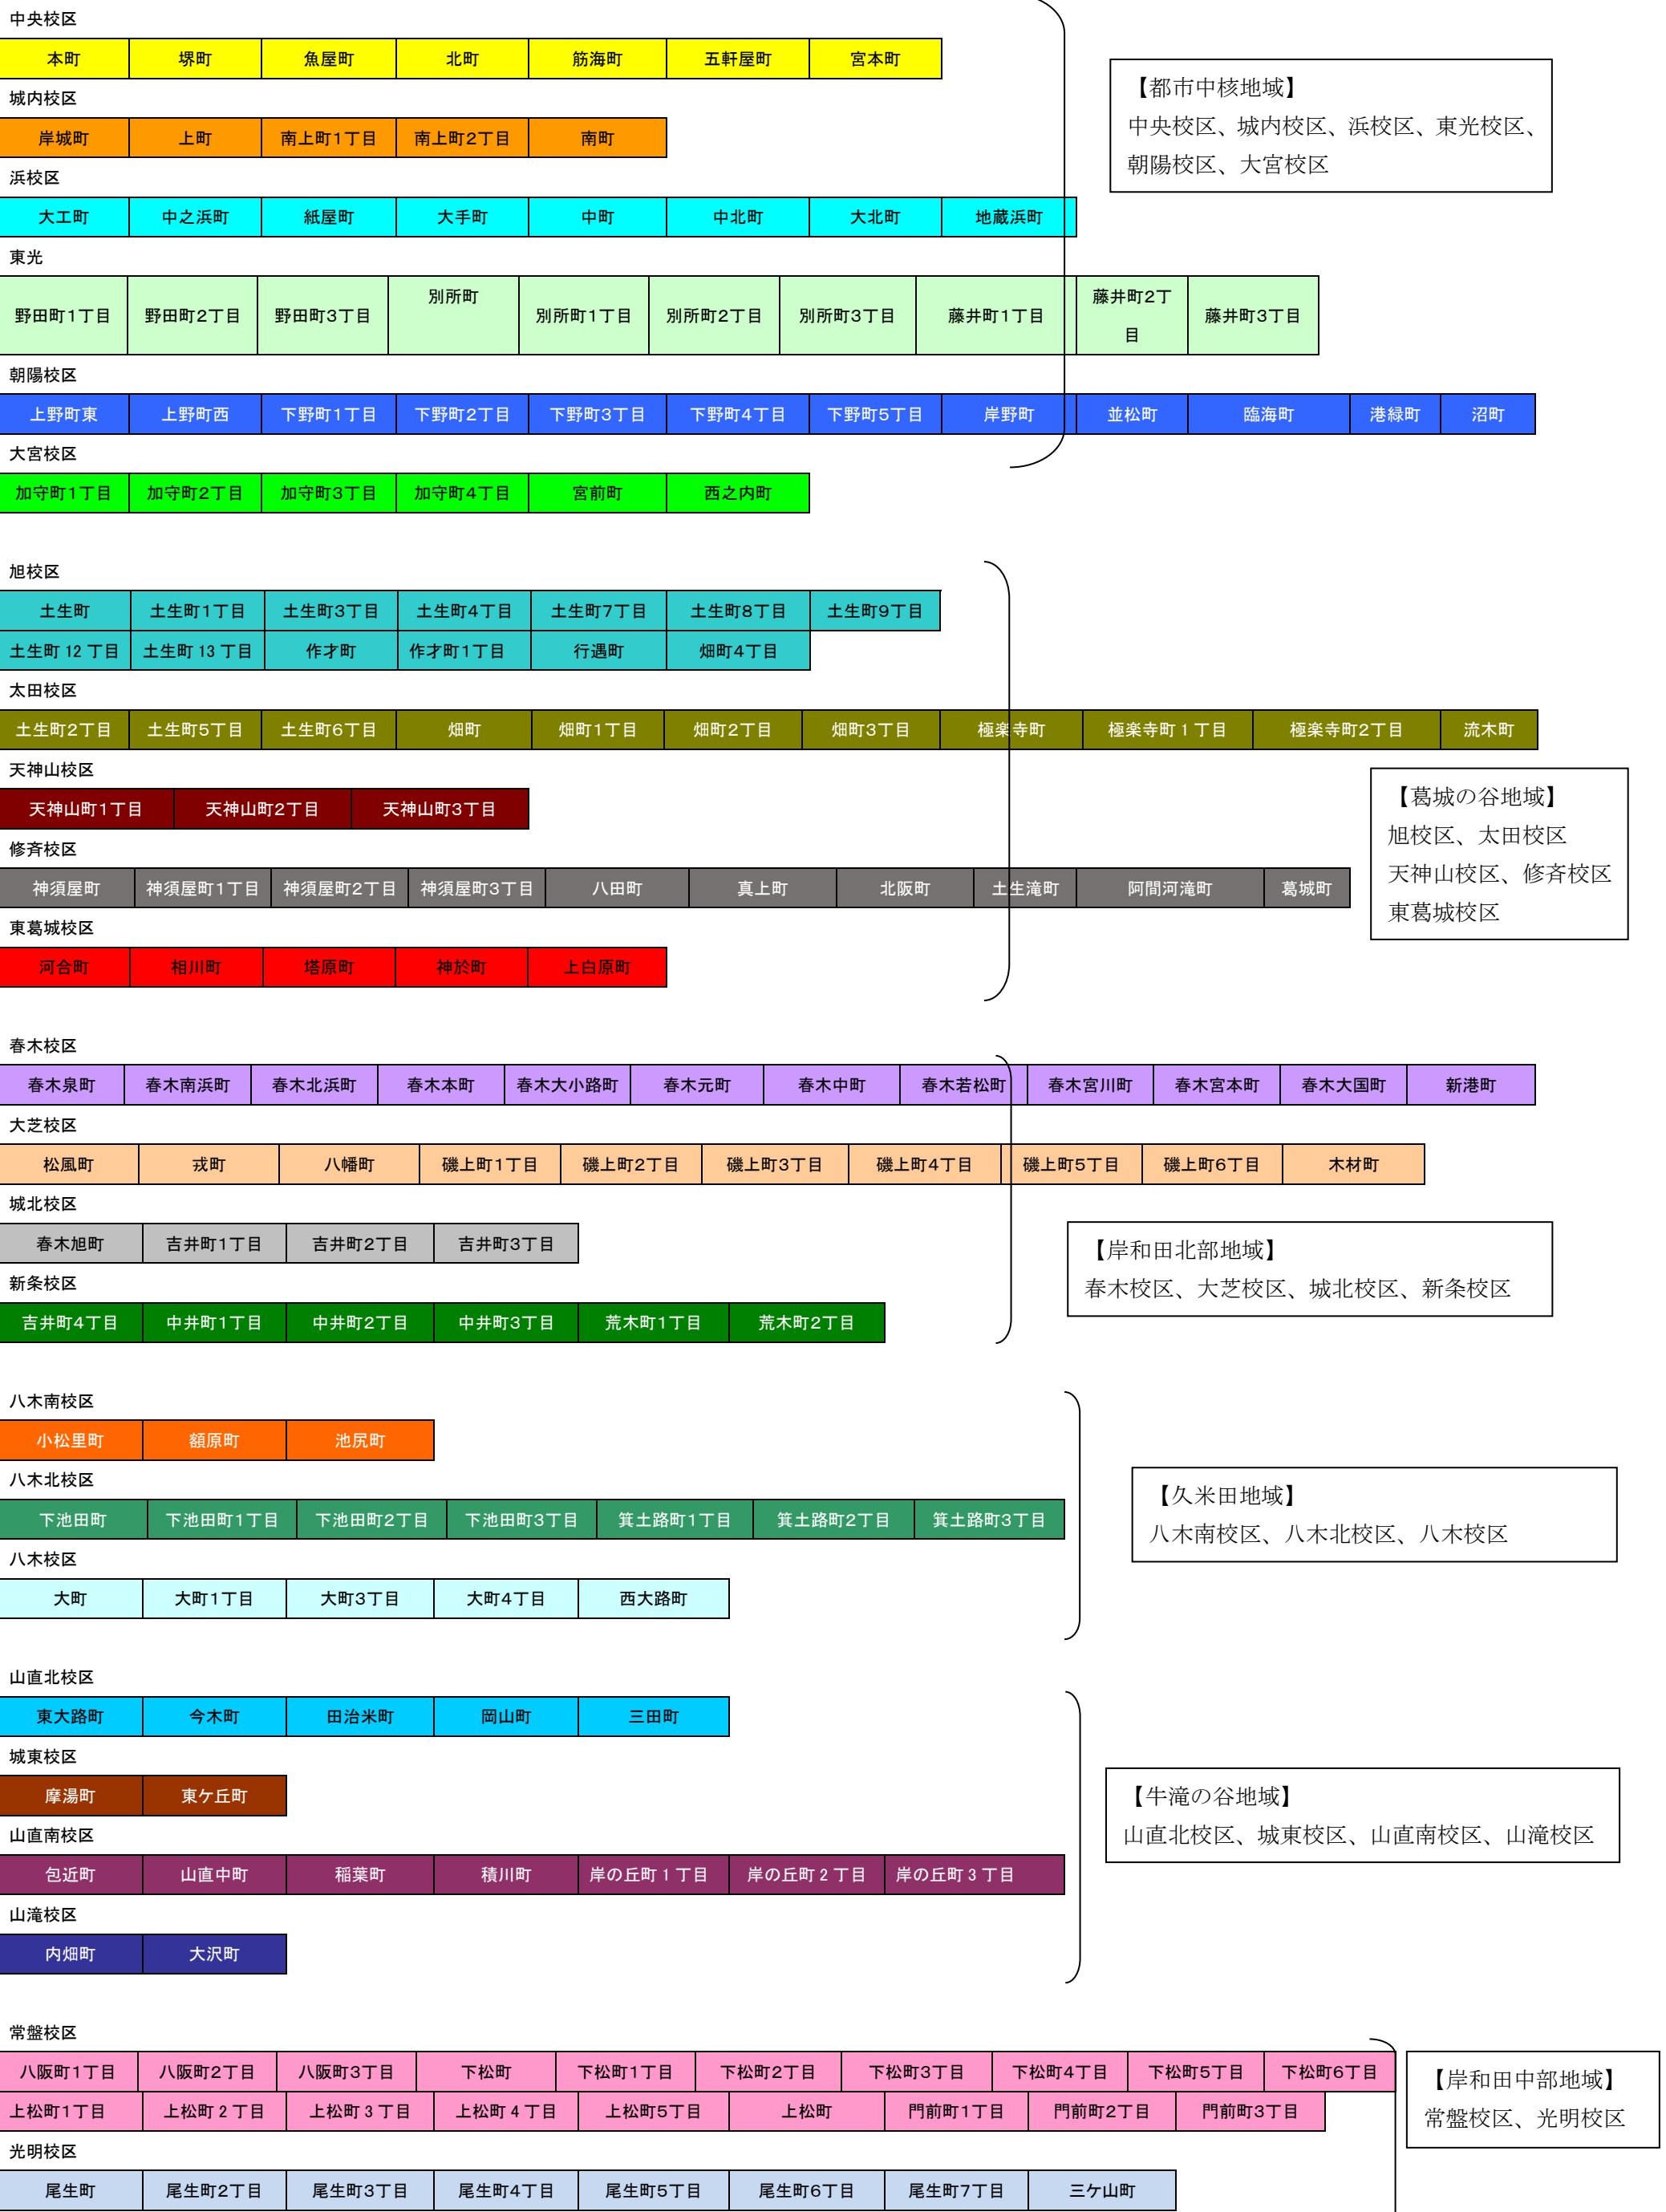 中央校区
本町 堺町 魚屋町 北町 筋海町 五軒屋町 宮本町
城内校区
岸城町 上町 南上町1丁目 南上町2丁目 南町
浜校区
大工町 中之浜町 紙屋町 大手町 中町 中北町 大北町 地蔵浜町
東光
野田町1丁目 野田町2丁目 野田町3丁目 別所町 別所町1丁目 別所町2丁目 別所町3丁目 藤井町1丁目 藤井町2丁目 藤井町3丁目
朝陽校区
上野町東 上野町西 下野町1丁目 下野町2丁目 下野町3丁目 下野町4丁目 下野町5丁目 岸野町 並松町 臨海町 港緑町 沼町
大宮校区
加守町1丁目 加守町2丁目 加守町3丁目 加守町4丁目 宮前町 西之内町
【都市中核地域】
中央校区、城内校区、浜校区、東光校区、
朝陽校区、大宮校区
旭校区
土生町 土生町1丁目 土生町3丁目 土生町4丁目 土生町7丁目 土生町8丁目 土生町9丁目
土生町 12 丁目 土生町 13 丁目 作才町 作才町1丁目 行遇町 畑町4丁目
太田校区
土生町2丁目 土生町5丁目 土生町6丁目 畑町 畑町1丁目 畑町2丁目 畑町3丁目 極楽寺町 極楽寺町 1 丁目 極楽寺町2丁目 流木町
天神山校区
天神山町1丁目 天神山町2丁目 天神山町3丁目
修斉校区
神須屋町 神須屋町1丁目 神須屋町2丁目 神須屋町3丁目 八田町 真上町 北阪町 土生滝町 阿間河滝町 葛城町
東葛城校区
河合町 相川町 塔原町 神於町 上白原町
【葛城の谷地域】
旭校区、太田校区
天神山校区、修斉校区
東葛城校区
春木校区
春木泉町 春木南浜町 春木北浜町 春木本町 春木大小路町 春木元町 春木中町 春木若松町 春木宮川町 春木宮本町 春木大国町 新港町
大芝校区
松風町 戎町 八幡町 磯上町1丁目 磯上町2丁目 磯上町3丁目 磯上町4丁目 磯上町5丁目 磯上町6丁目 木材町
城北校区
春木旭町 吉井町1丁目 吉井町2丁目 吉井町3丁目
新条校区
吉井町4丁目 中井町1丁目 中井町2丁目 中井町3丁目 荒木町1丁目 荒木町2丁目
【岸和田北部地域】
春木校区、大芝校区、城北校区、新条校区
八木南校区
小松里町 額原町 池尻町
八木北校区
下池田町 下池田町1丁目 下池田町2丁目 下池田町3丁目 箕土路町1丁目 箕土路町2丁目 箕土路町3丁目
八木校区
大町 大町1丁目 大町3丁目 大町4丁目 西大路町
【久米田地域】
八木南校区、八木北校区、八木校区
山直北校区
東大路町 今木町 田治米町 岡山町 三田町
城東校区
摩湯町 東ケ丘町
山直南校区
包近町 山直中町 稲葉町 積川町 岸の丘町 1 丁目 岸の丘町 2 丁目 岸の丘町 3 丁目
山滝校区
内畑町 大沢町
【牛滝の谷地域】
山直北校区、城東校区、山直南校区、山滝校区
常盤校区
八阪町1丁目 八阪町2丁目 八阪町3丁目 下松町 下松町1丁目 下松町2丁目 下松町3丁目 下松町4丁目 下松町5丁目 下松町6丁目
上松町1丁目 上松町 2 丁目 上松町 3 丁目 上松町 4 丁目 上松町5丁目 上松町 門前町1丁目 門前町2丁目 門前町3丁目
光明校区
尾生町 尾生町2丁目 尾生町3丁目 尾生町4丁目 尾生町5丁目 尾生町6丁目 尾生町7丁目 三ケ山町
【岸和田中部地域】
常盤校区、光明校区